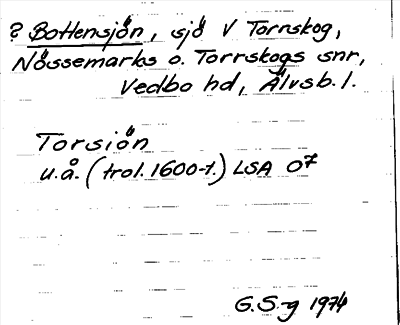 ? Bottensjön, sjö V Tornskog,
Nössemarks o. Torrskogs snr,
Vedbo hd, Älvsb. l.
Torsiön
u.å. (trol. 1600-t.) LSA O7
G.S-g 1974